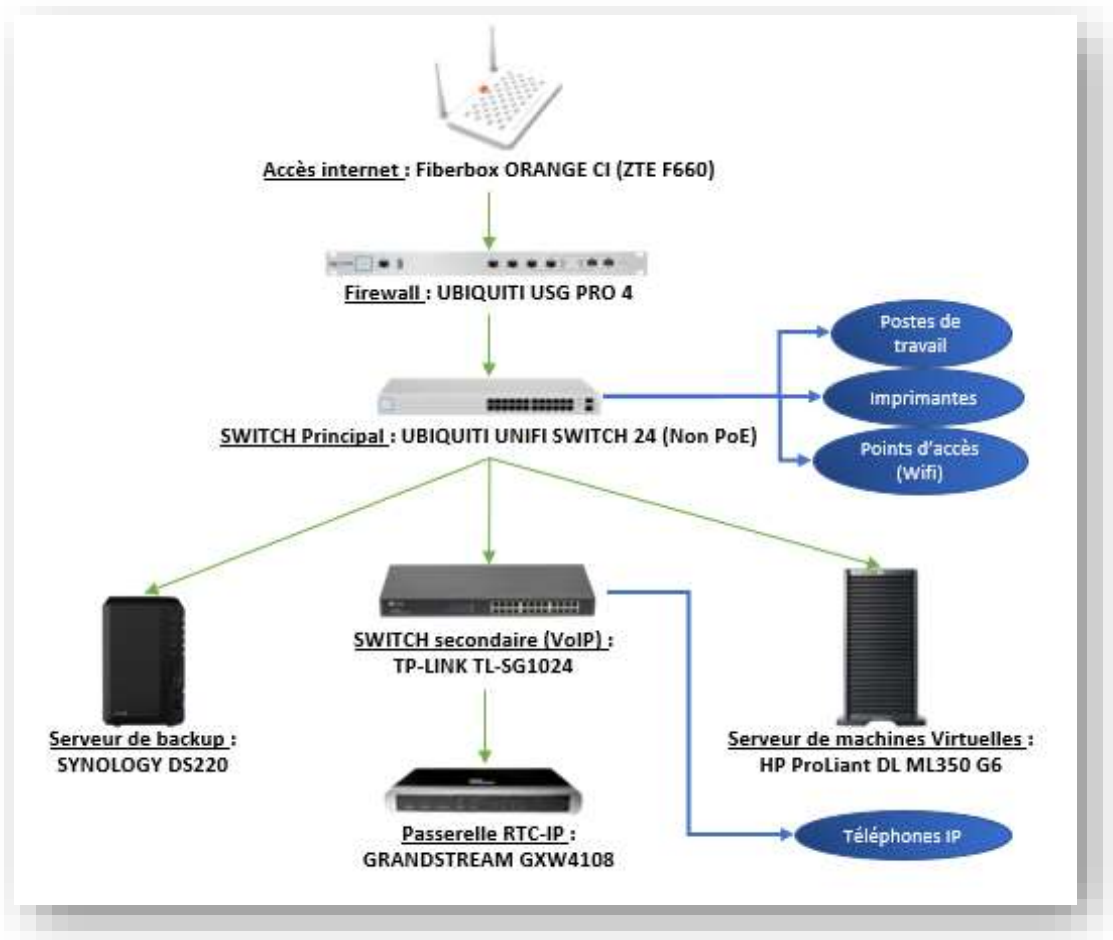 Accès internet : Fiberbox ORANGE CI (ZTE F660)
Firewall : UBIQUITI USG PRO 4
Postes de
travail
Imprimantes
SWITCH Principal : UBIQUITI UNIFI SWITCH 24 (Non PoE)
Points d'accès
(Wifi)
SWITCH secondaire (VoIP) :
TP-LINK TL-SG1024
Serveur de backup :
SYNOLOGY DS220
Serveur de machines Virtuelles :
HP ProLiant DL ML350 G6
Passerelle RTC-IP :
GRANDSTREAM GXW4108
Téléphones IP